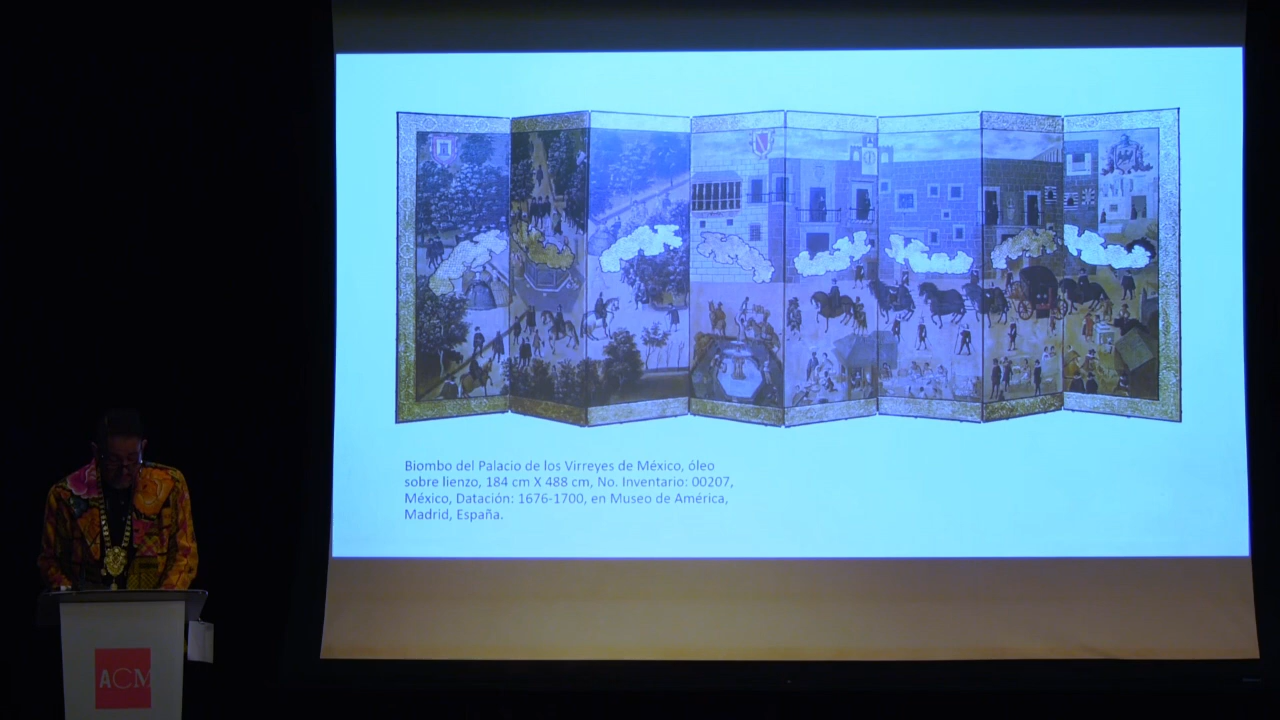 Biombo del Palacio de los Virreyes de México, óleo
sobre lienzo, 184 cm X 488 cm, No. Inventario: 00207,
México, Datación: 1676-1700, en Museo de América,
Madrid, España.
ACM